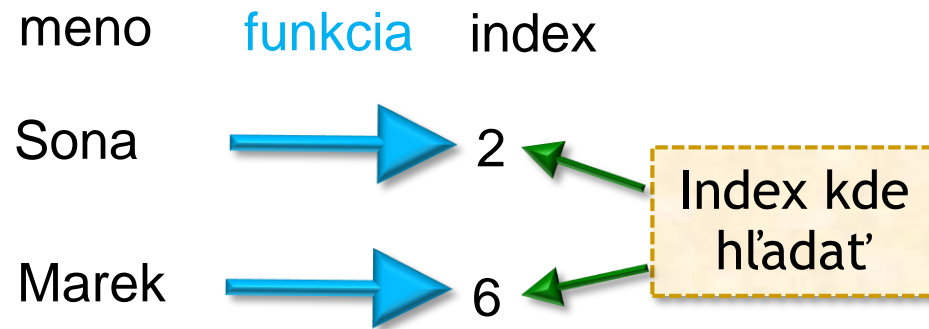 meno funkcia index
Sona 2
Index kde
hľadať
Marek 6